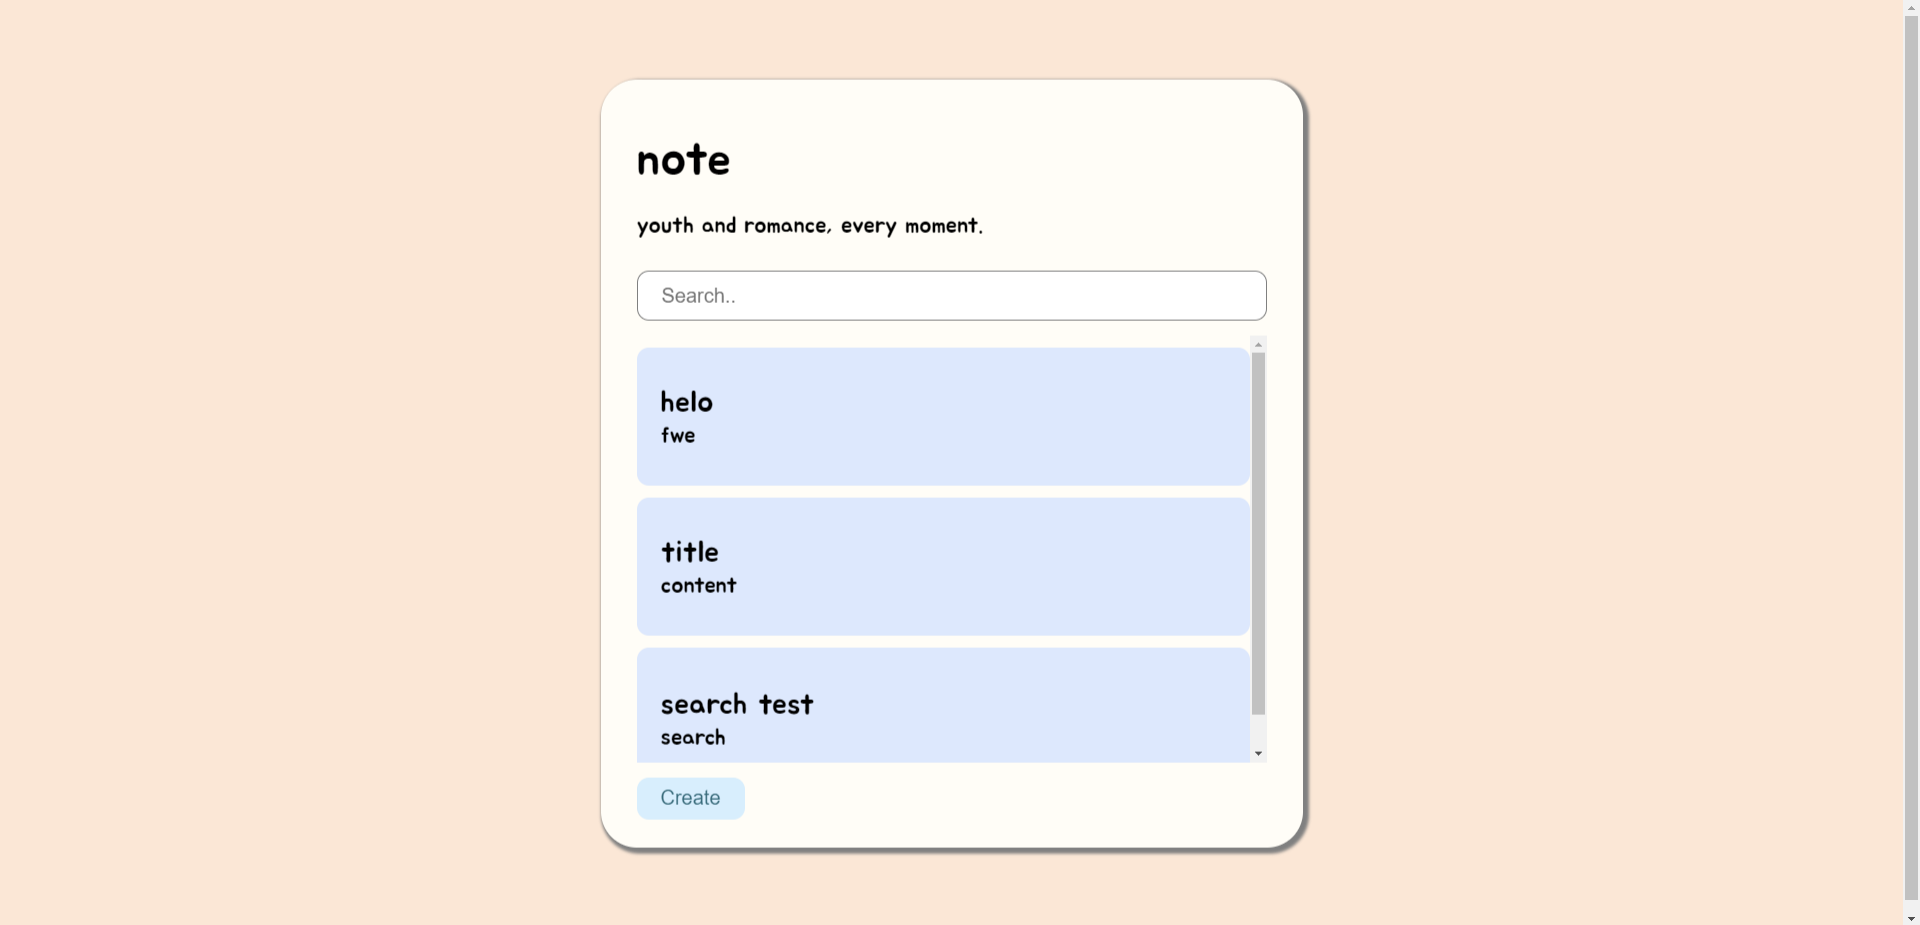 note
youth and romance, every moment.
Search..
helo
fwe
title
content
search test
search
Create